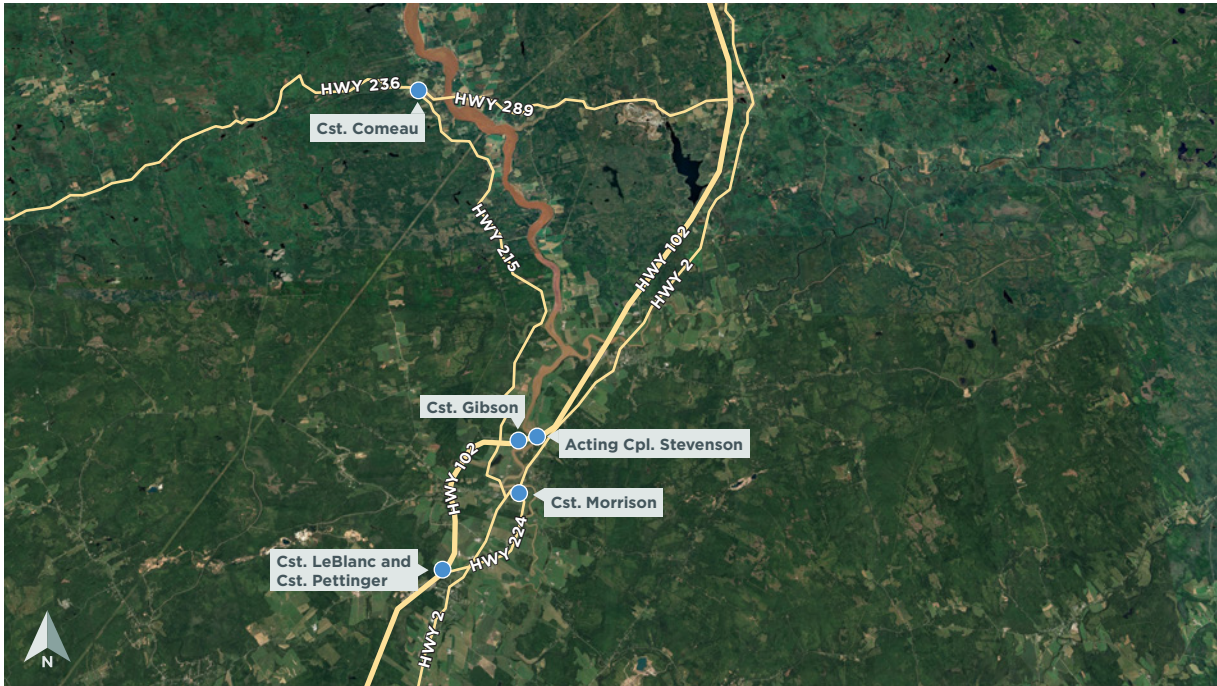 HWY 236
HWY 289
Cst. Comeau
HWY 215
HWY 102
HWY 2
Cst. Gibson
Acting Cpl. Stevenson
HWY 102
Cst. Morrison
HWY 224
Cst. LeBlanc and
Cst. Pettinger
HWY 2
N